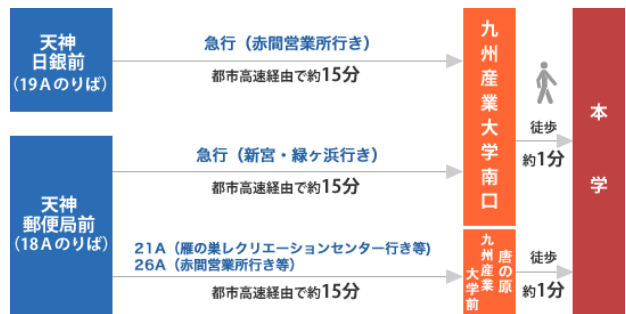 天神
日銀前
(19Aのりば)
急行（赤間営業所行き）
都市高速経由で約15分
天神
郵便局前
(18Aのりば)
急行（新宮・緑ヶ浜行き）
都市高速経由で約15分
21A（雁の巣レクリエーションセンター行き等)
26A（赤間営業所行き等）
都市高速経由で約15分
九州産業大学南口
唐の原
九州産業
大学前
徒歩
約1分
徒歩
約1分
本学